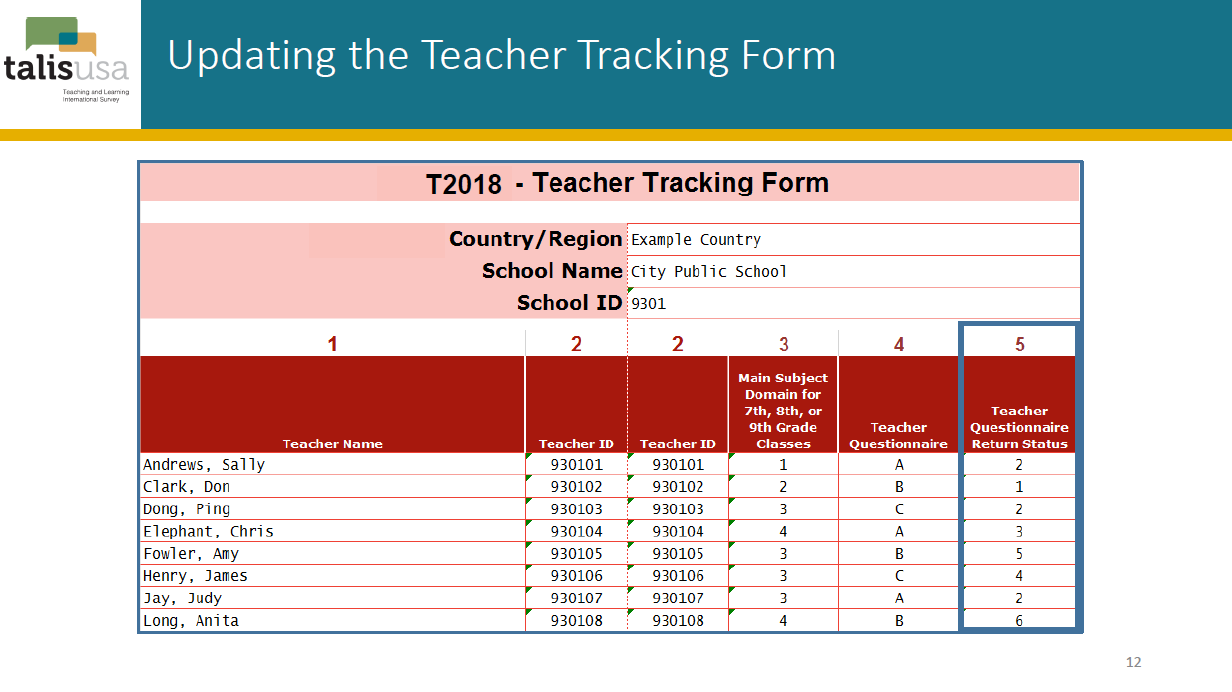 talisusa
Teaching and Learning
International Survey
Updating the Teacher Tracking Form
T2018 - Teacher Tracking Form
Country/Region Example Country
School Name City Public School
School ID 9301
1 2 2 3 4 5
Teacher Name Teacher ID Teacher ID Main Subject Domain for 7th, 8th, or 9th Grade Classes Teacher Questionnaire Teacher Questionnaire Return Status
Andrews, Sally 930101 930101 1 A 2
Clark, Don 930102 930102 2 B 1
Dong, Ping 930103 930103 3 C 2
Elephant, Chris 930104 930104 4 A 3
Fowler, Amy 930105 930105 3 B 5
Henry, James 930106 930106 3 C 4
Jay, Judy 930107 930107 3 A 2
Long, Anita 930108 930108 4 B 6
12